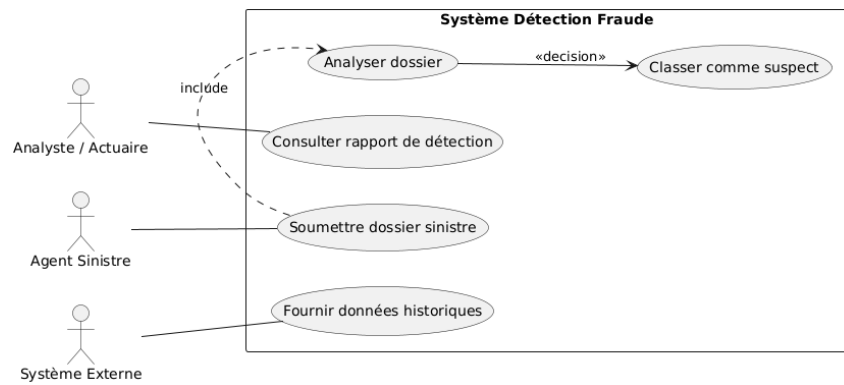 Système Détection Fraude
Analyser dossier
«decision»
Classer comme suspect
include
Analyste / Actuaire
Consulter rapport de détection
Agent Sinistre
Soumettre dossier sinistre
Système Externe
Fournir données historiques